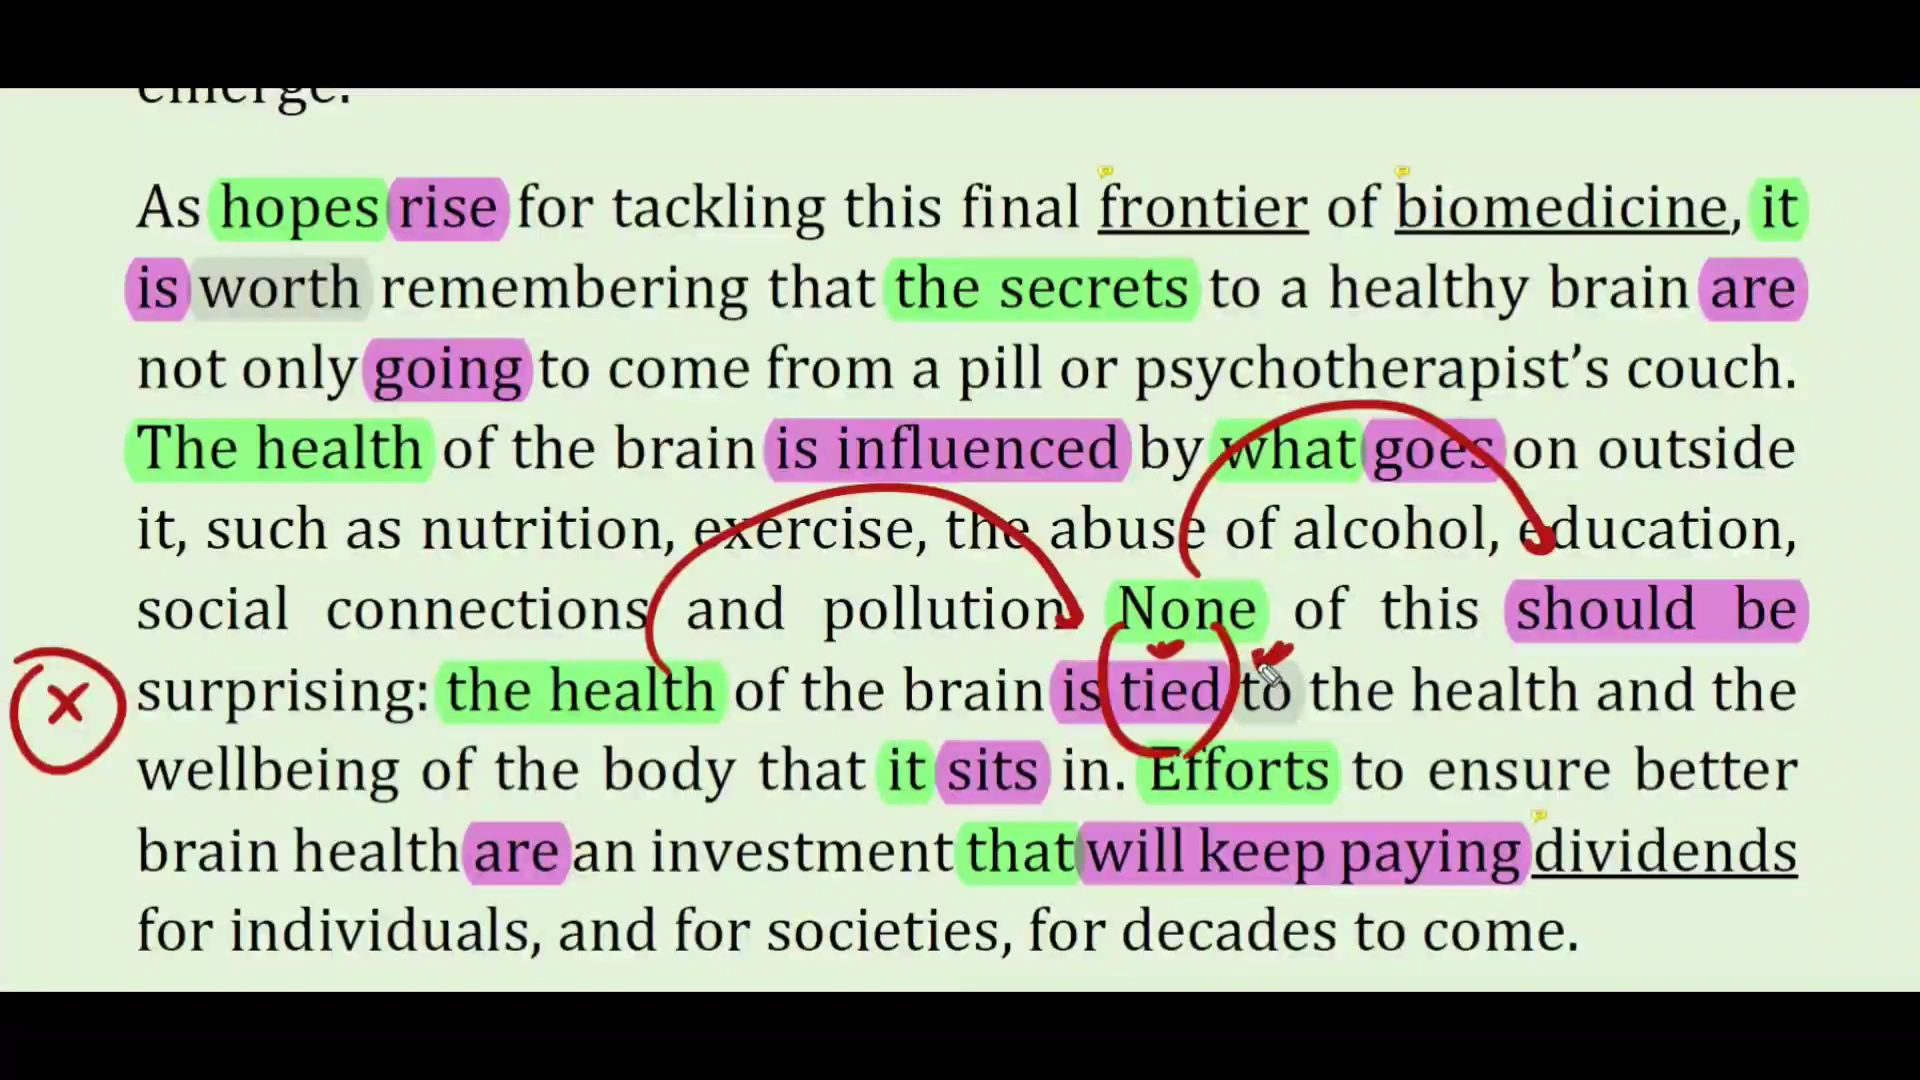 emerge.
As hopes rise for tackling this final frontier of biomedicine, it
is worth remembering that the secrets to a healthy brain are
not only going to come from a pill or psychotherapist’s couch.
The health of the brain is influenced by what goes on outside
it, such as nutrition, exercise, the abuse of alcohol, education,
social connections and pollution. None of this should be
surprising: the health of the brain is tied to the health and the
wellbeing of the body that it sits in. Efforts to ensure better
brain health are an investment that will keep paying dividends
for individuals, and for societies, for decades to come.